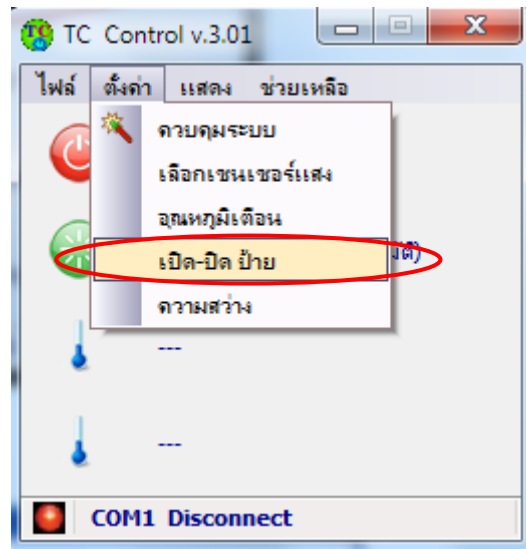 TC Control v.3.01
ไฟล์ ตั้งค่า แสดง ช่วยเหลือ
ควบคุมระบบ
เลือกเซนเซอร์แสง
อุณหภูมิเตือน
เปิด-ปิด ป้าย
ความสว่าง
---
---
COM1 Disconnect